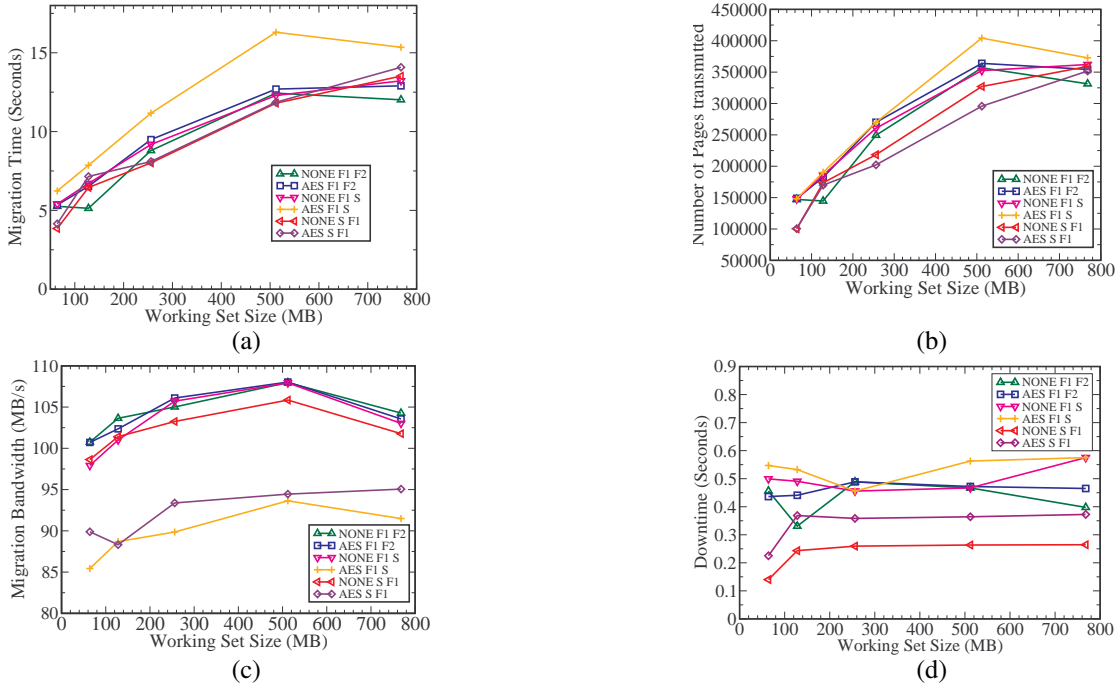 Migration Time (Seconds)
15
10
5
0
100 200 300 400 500 600 700 800
Working Set Size (MB)
NONE F1 F2
AES F1 F2
NONE F1 S
AES F1 S
NONE S F1
AES S F1
(a)
Number of Pages transmitted
450000
400000
350000
300000
250000
200000
150000
100000
50000
0 100 200 300 400 500 600 700 800
Working Set Size (MB)
NONE F1 F2
AES F1 F2
NONE F1 S
AES F1 S
NONE S F1
AES S F1
(b)
Migration Bandwidth (MB/s)
110
105
100
95
90
85
80
0 100 200 300 400 500 600 700 800
Working Set Size (MB)
NONE F1 F2
AES F1 F2
NONE F1 S
AES F1 S
NONE S F1
AES S F1
(c)
Downtime (Seconds)
0.9
0.8
0.7
0.6
0.5
0.4
0.3
0.2
0.1
0
0 100 200 300 400 500 600 700 800
Working Set Size (MB)
NONE F1 F2
AES F1 F2
NONE F1 S
AES F1 S
NONE S F1
AES S F1
(d)